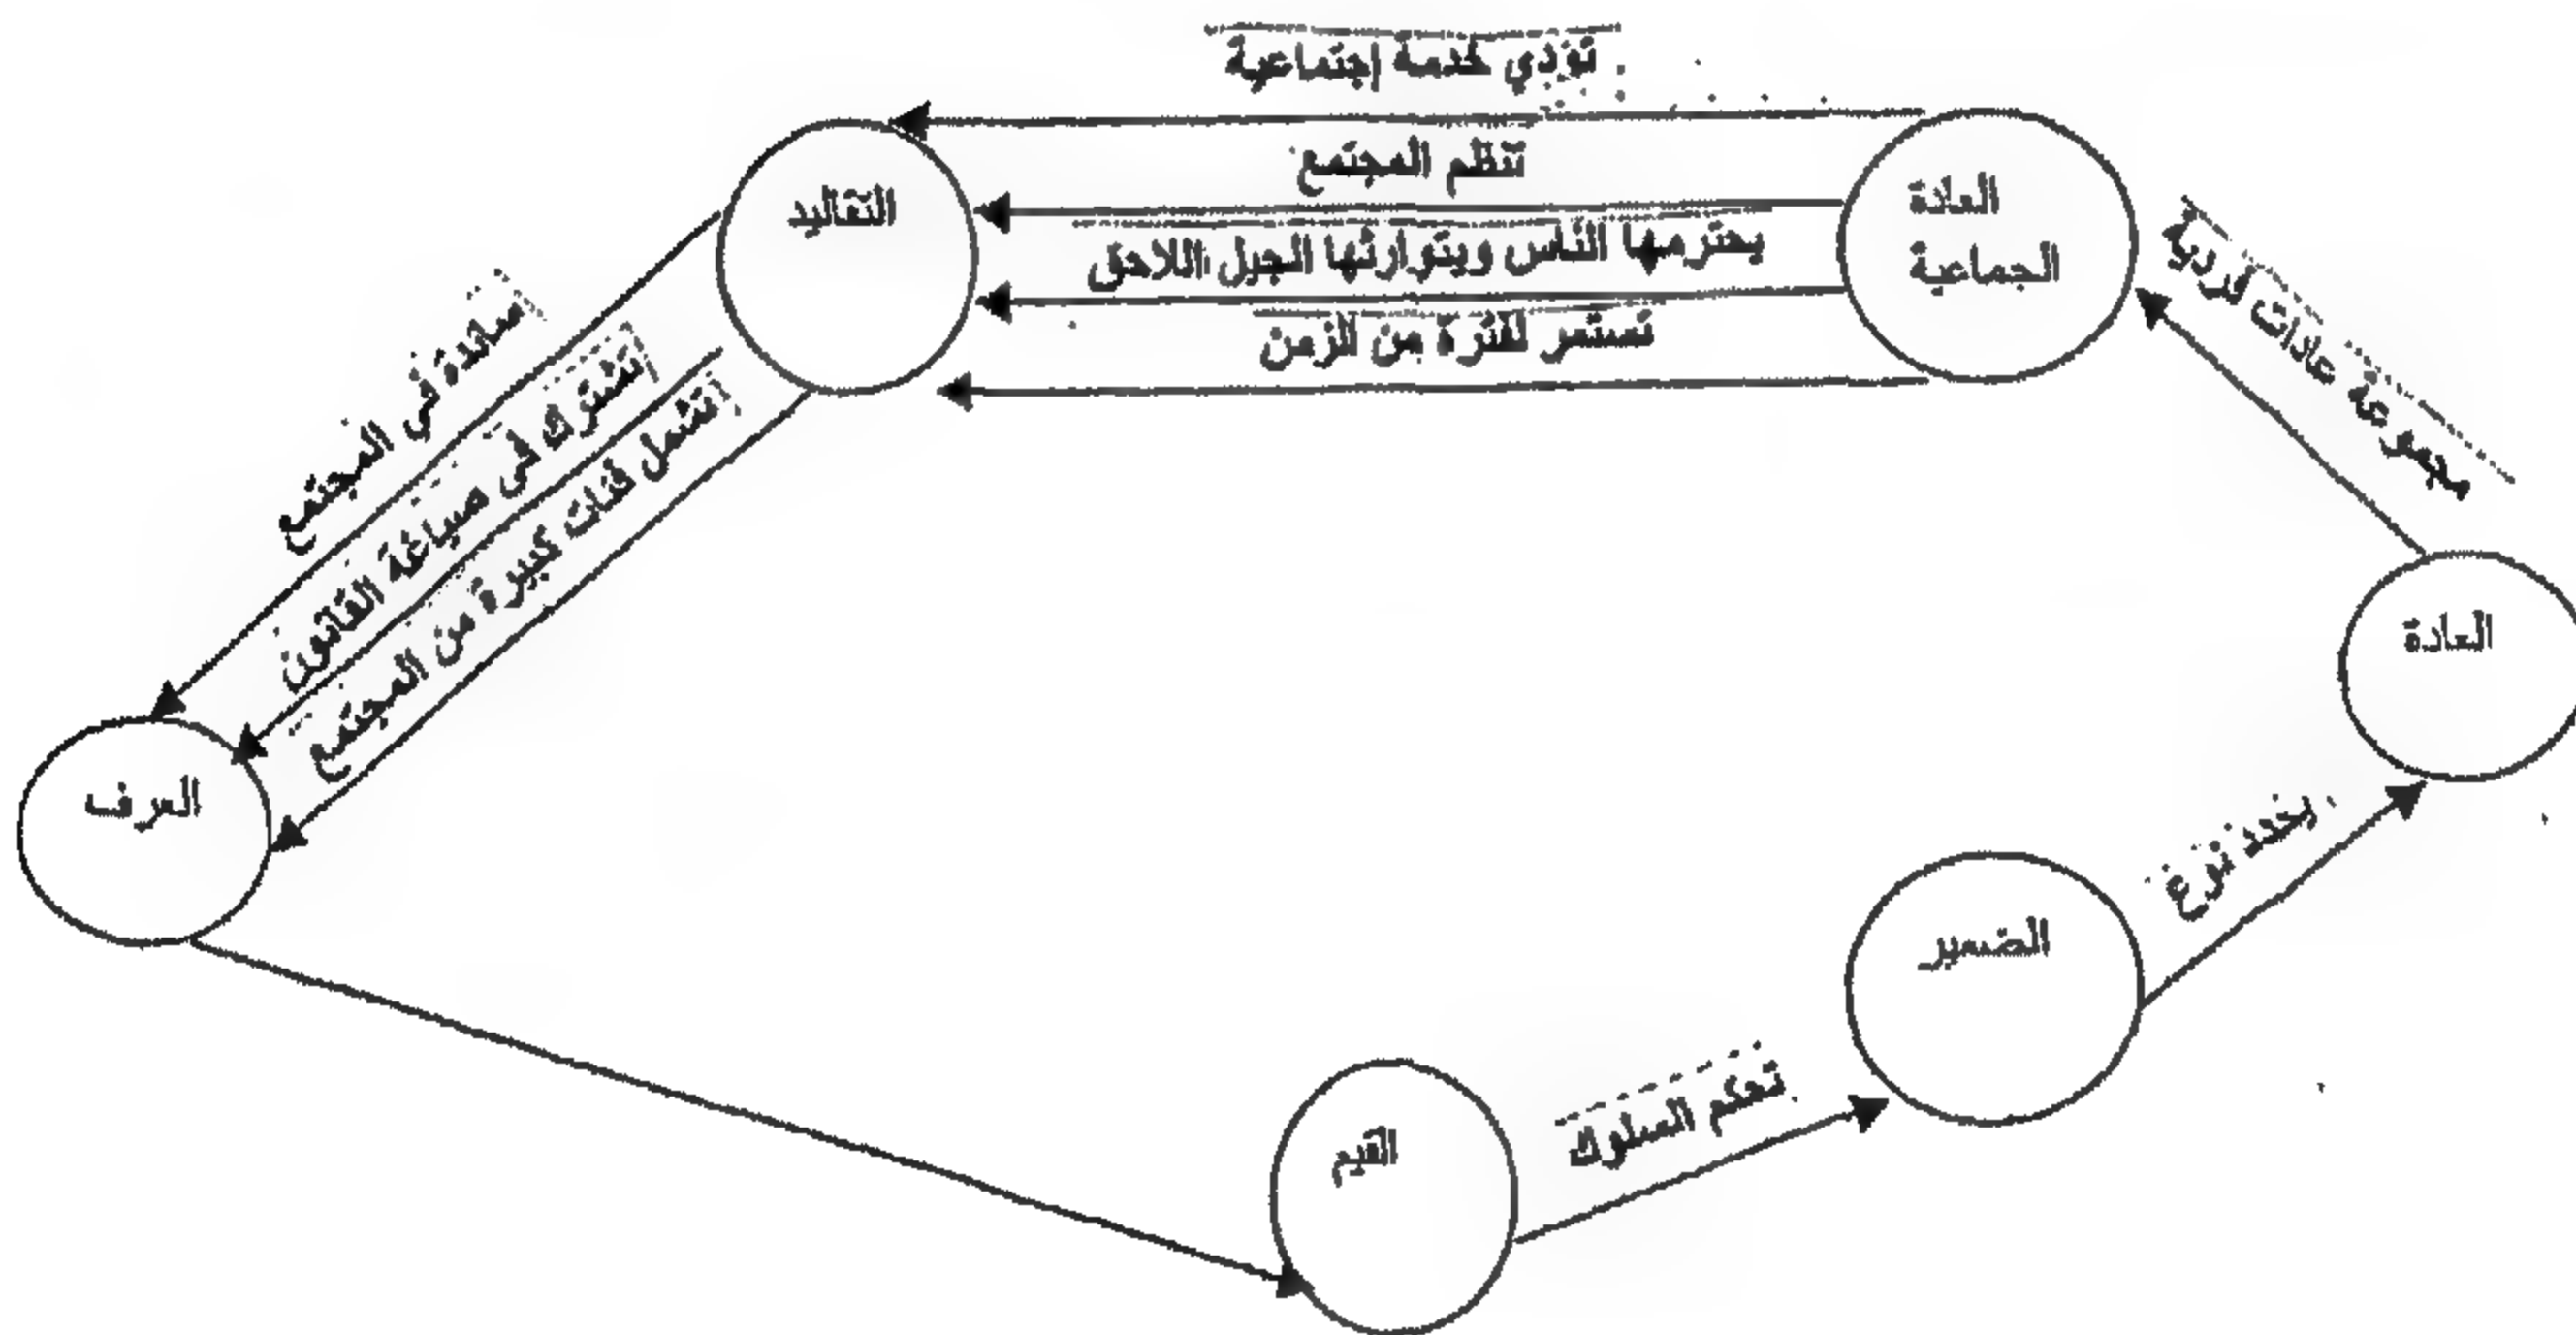 تؤدي خدمة إجتماعية
تنظم المجتمع
يحترمها الناس ويتوارثها الجيل اللاحق
تستمر لفترة من الزمن
العادة
الجماعية
التقاليد
مجموعة عادات فردية
سائدة في المجتمع
تشترك في صياغة القانون
تشمل فئات كبيرة من المجتمع
العادة
العرف
يحدد نوع
الضمير
تحكم السلوك
القيم